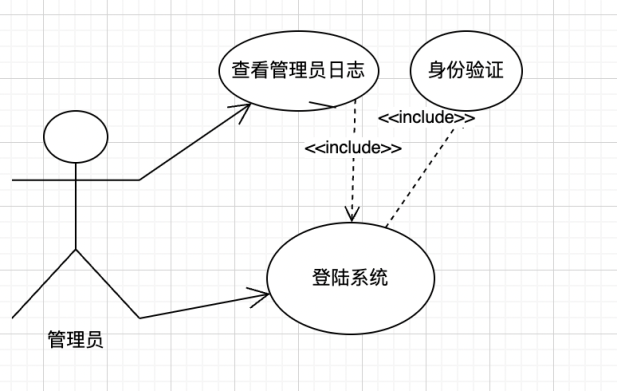 查看管理员日志
身份验证
<<include>>
<<include>>
登陆系统
管理员